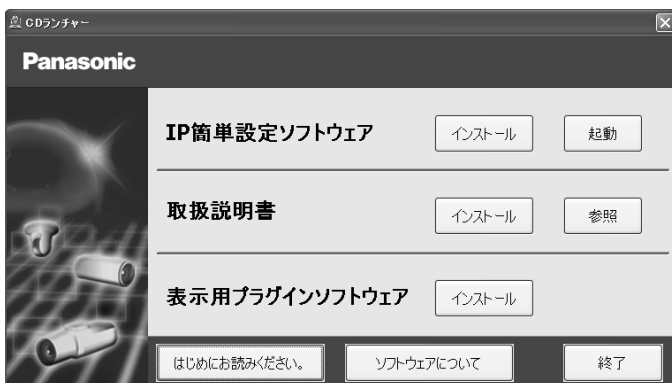 CDランチャー
Panasonic
IP簡単設定ソフトウェア インストール 起動
取扱説明書 インストール 参照
表示用プラグインソフトウェア インストール
はじめにお読みください。 ソフトウェアについて 終了